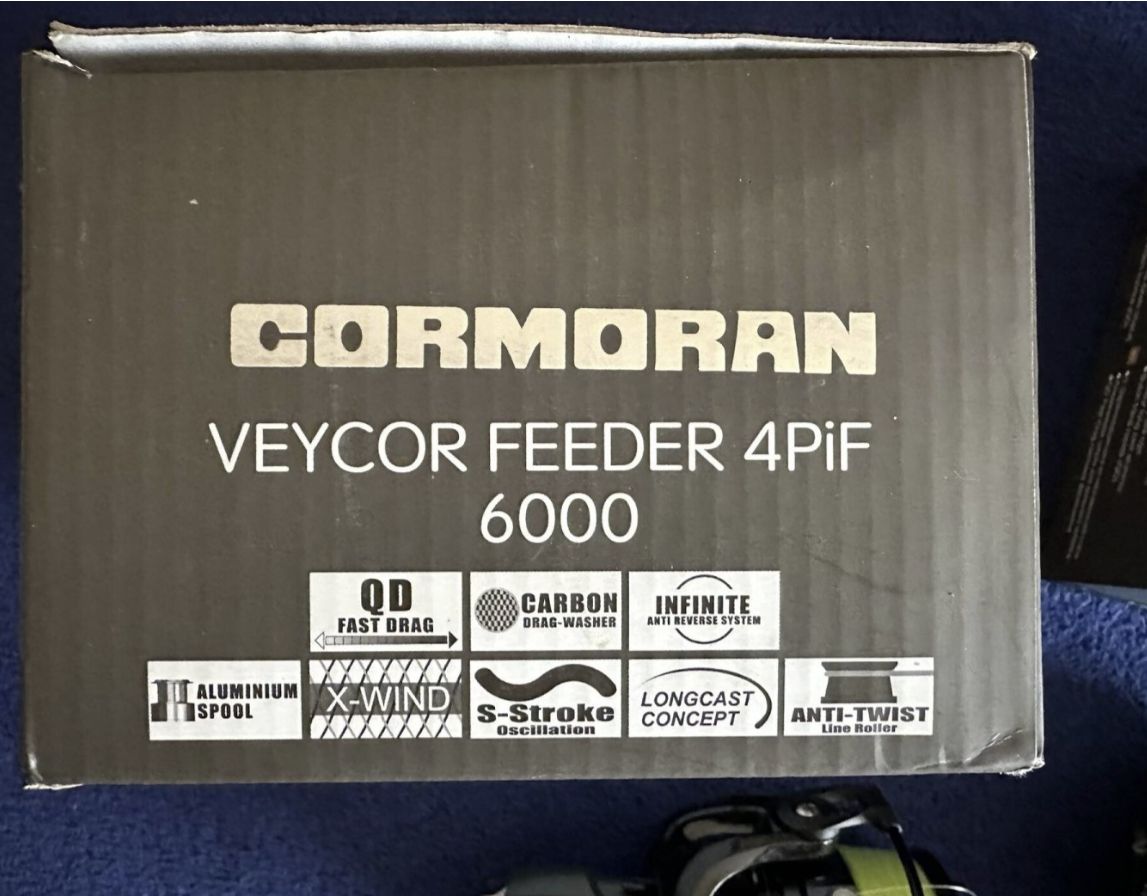 CORMORAN
VEYCOR FEEDER 4PiF
6000
QD
FAST DRAG
CARBON
DRAG-WASHER
INFINITE
ANTI REVERSE SYSTEM
ALUMINIUM
SPOOL
X-WIND
S-Stroke
Oscillation
LONGCAST
CONCEPT
ANTI-TWIST
Line Roller